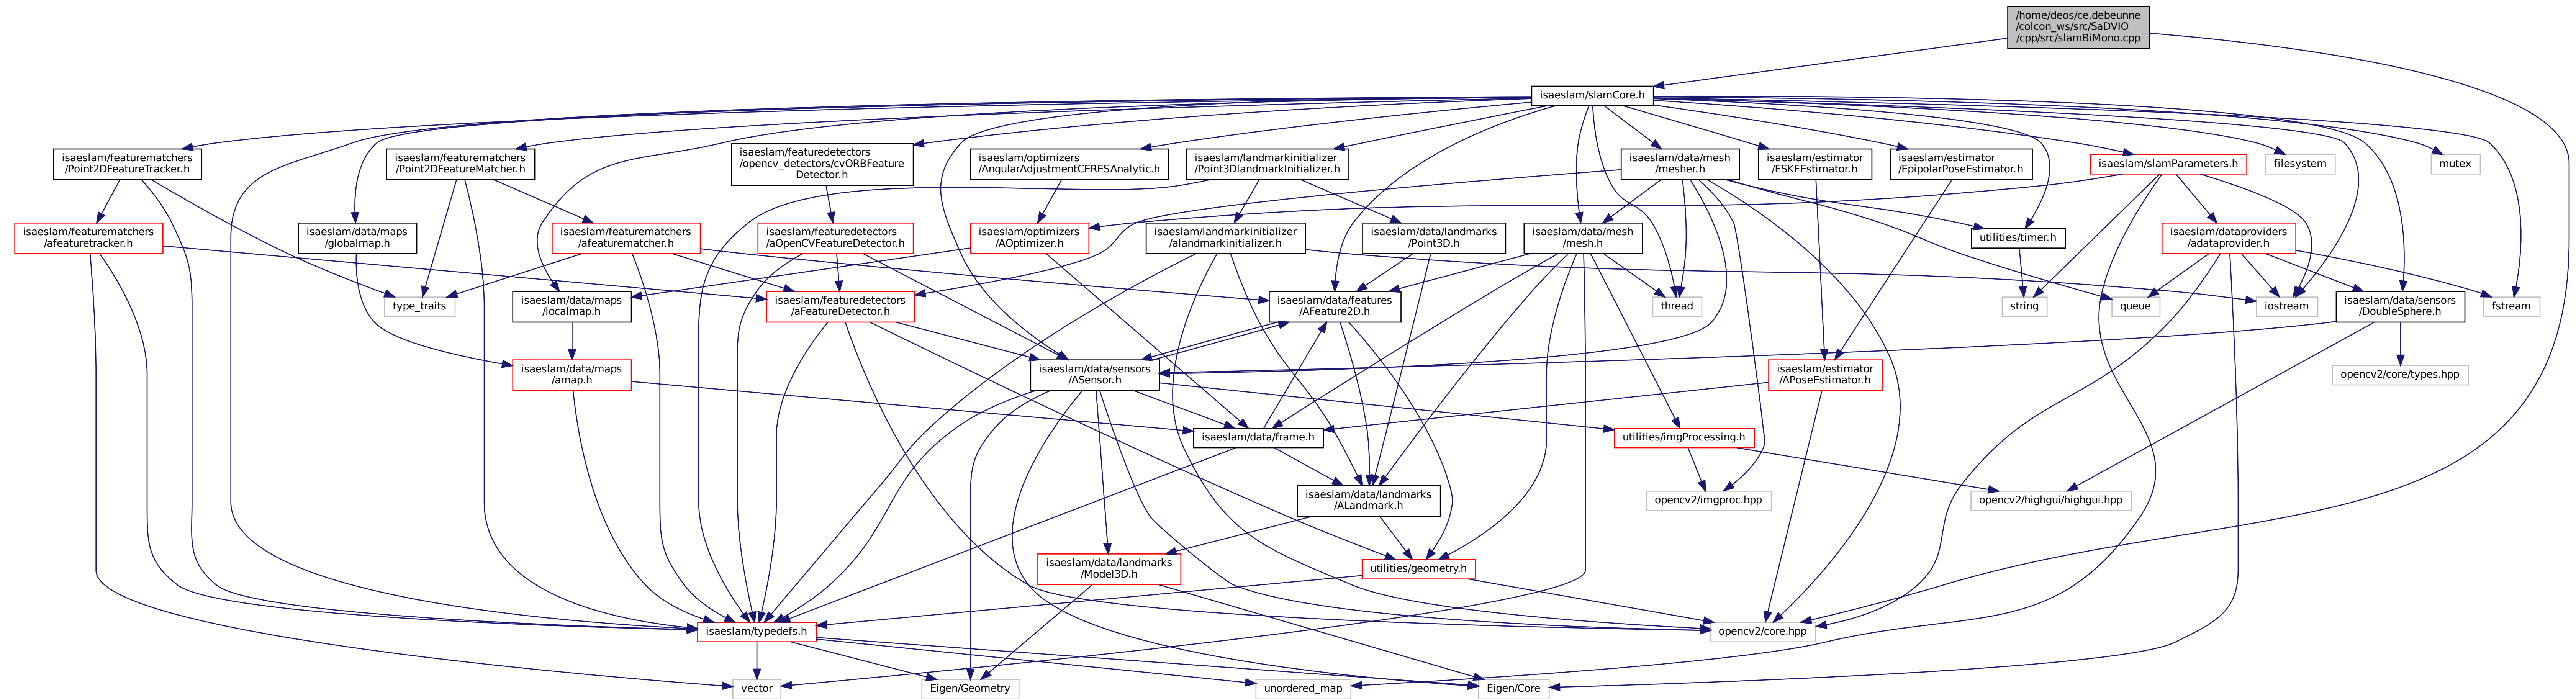 /home/deos/ce.debeunne
/colcon_ws/src/SaDVIO
/cpp/src/slamBiMono.cpp
isaeslam/slamCore.h
isaeslam/featurematchers
/Point2DFeatureTracker.h
isaeslam/featurematchers
/Point2DFeatureMatcher.h
isaeslam/featuredetectors
/opencv_detectors/cvORBFeature
Detector.h
isaeslam/optimizers
/AngularAdjustmentCERESAnalytic.h
isaeslam/landmarkinitializer
/Point3DlandmarkInitializer.h
isaeslam/data/mesh
/mesher.h
isaeslam/estimator
/ESKFEstimator.h
isaeslam/estimator
/EpipolarPoseEstimator.h
isaeslam/slamParameters.h
filesystem
mutex
isaeslam/featurematchers
/afeaturetracker.h
isaeslam/data/maps
/globalmap.h
isaeslam/featurematchers
/afeaturematcher.h
isaeslam/featuredetectors
/aOpenCVFeatureDetector.h
isaeslam/optimizers
/AOptimizer.h
isaeslam/landmarkinitializer
/alandmarkinitializer.h
isaeslam/data/landmarks
/Point3D.h
isaeslam/data/mesh
/mesh.h
utilities/timer.h
isaeslam/dataproviders
/adataprovider.h
type_traits
isaeslam/data/maps
/localmap.h
isaeslam/featuredetectors
/aFeatureDetector.h
isaeslam/data/features
/AFeature2D.h
thread
string
queue
iostream
isaeslam/data/sensors
/DoubleSphere.h
fstream
isaeslam/data/maps
/amap.h
isaeslam/data/sensors
/ASensor.h
isaeslam/estimator
/APoseEstimator.h
opencv2/core/types.hpp
isaeslam/data/frame.h
utilities/imgProcessing.h
isaeslam/data/landmarks
/ALandmark.h
opencv2/imgproc.hpp
opencv2/highgui/highgui.hpp
isaeslam/data/landmarks
/Model3D.h
utilities/geometry.h
isaeslam/typedefs.h
opencv2/core.hpp
vector
Eigen/Geometry
unordered_map
Eigen/Core